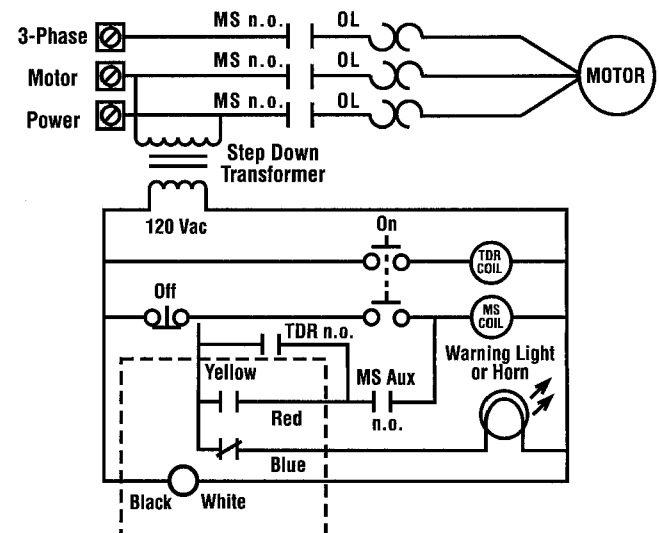 MS n.o.
OL
3-Phase
MS n.o.
OL
Motor
MOTOR
MS n.o.
OL
Power
Step Down
Transformer
120 Vac
On
TDR
COIL
Off
MS
COIL
TDR n.o.
Warning Light
or Horn
Yellow
MS Aux
Red
n.o.
Blue
Black
White